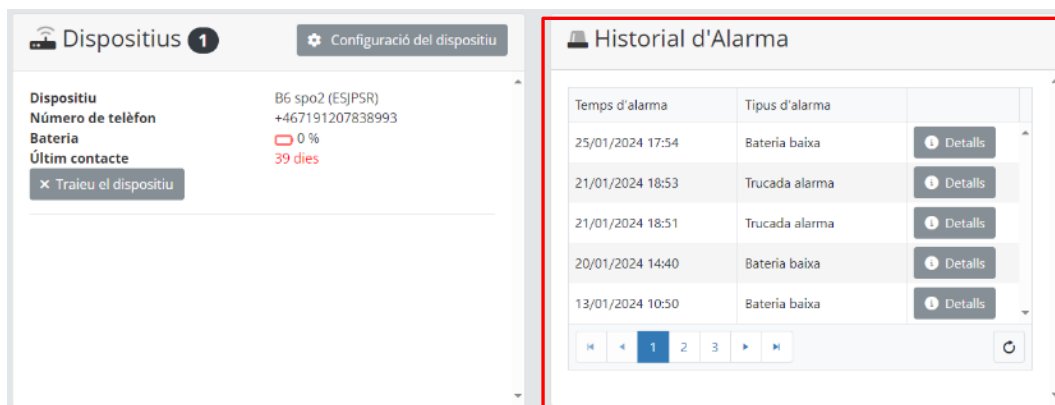 Dispositius 1
Configuració del dispositiu
Dispositiu B6 spo2 (ESJPSR)
Número de telèfon +467191207838993
Bateria 0 %
Últim contacte 39 dies
× Traieu el dispositiu
Historial d'Alarma
Temps d'alarma Tipus d'alarma
25/01/2024 17:54 Bateria baixa Detalls
21/01/2024 18:53 Trucada alarma Detalls
21/01/2024 18:51 Trucada alarma Detalls
20/01/2024 14:40 Bateria baixa Detalls
13/01/2024 10:50 Bateria baixa Detalls
1 2 3